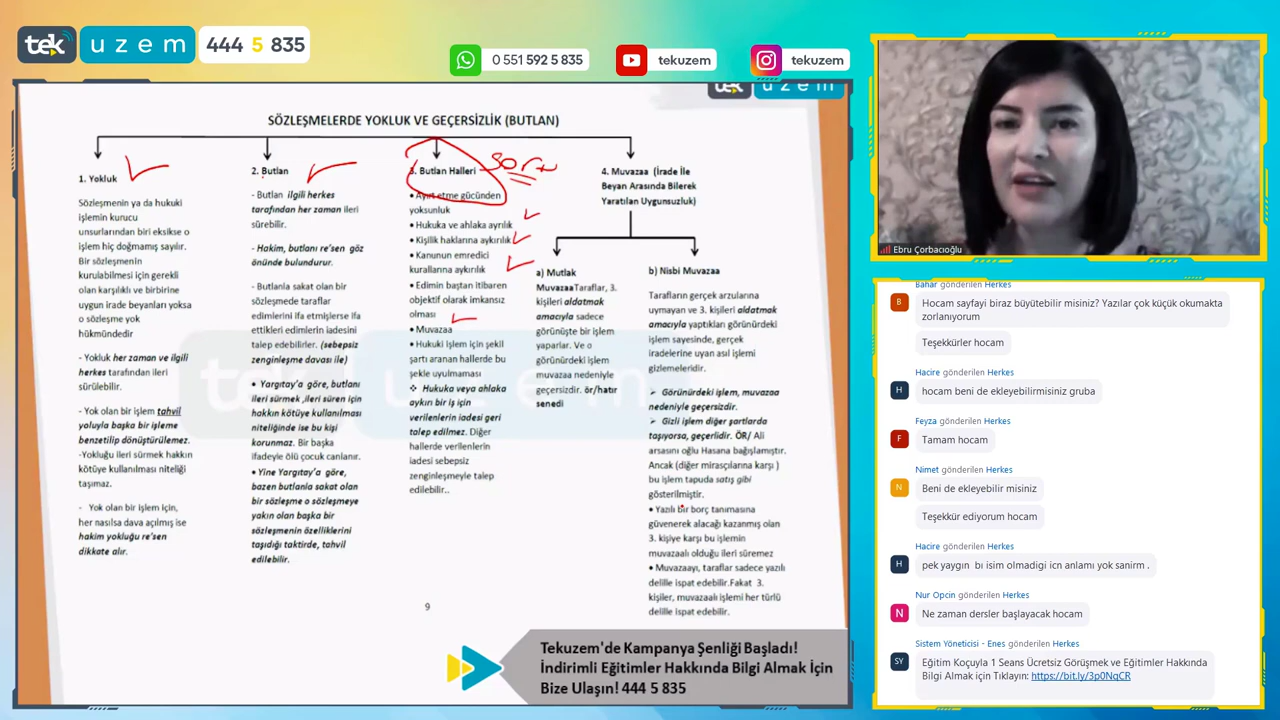 tek uzem 444 5 835
0 551 592 5 835
tekuzem
tekuzem
tek uzem
SÖZLEŞMELERDE YOKLUK VE GEÇERSİZLİK (BUTLAN)
1. Yokluk
Sözleşmenin ya da hukuki
işlemin kurucu
unsurlarından biri eksikse o
işlem hiç doğmamış sayılır.
Bir sözleşmenin
kurulabilmesi için gerekli
olan karşılıklı ve birbirine
uygun irade beyanları yoksa
o sözleşme yok
hükmündedir
- Yokluk her zaman ve ilgili
herkes tarafından ileri
sürülebilir.
- Yok olan bir işlem tahvil
yoluyla başka bir işleme
benzetilip dönüştürülemez.
-Yokluğu ileri sürmek hakkın
kötüye kullanılması niteliği
taşımaz.
- Yok olan bir işlem için,
her nasılsa dava açılmış ise
hakim yokluğu re'sen
dikkate alır.
2. Butlan
- Butlan ilgili herkes
tarafından her zaman ileri
sürebilir.
- Hakim, butlanı re'sen göz
önünde bulundurur.
- Butlanla sakat olan bir
sözleşmede taraflar
edimlerini ifa etmişlerse ifa
ettikleri edimlerin iadesini
talep edebilirler. (sebepsiz
zenginleşme davası ile)
• Yargıtay'a göre, butlanı
ileri sürmek ,ileri süren için
hakkın kötüye kullanılması
niteliğinde ise bu kişi
korunmaz. Bir başka
ifadeyle ölü çocuk canlanır.
• Yine Yargıtay'a göre,
bazen butlanla sakat olan
bir sözleşme o sözleşmeye
yakın olan başka bir
sözleşmenin özelliklerini
taşıdığı taktirde, tahvil
edilebilir.
3. Butlan Halleri
soru
• Ayırt etme gücünden
yoksunluk
• Hukuka ve ahlaka ayrılık
• Kişilik haklarına aykırılık
• Kanunun emredici
kurallarına aykırılık
• Edimin baştan itibaren
objektif olarak imkansız
olması
• Muvazaa
• Hukuki işlem için şekil
şartı aranan hallerde bu
şekle uyulmaması
❖ Hukuka veya ahlaka
aykırı bir iş için
verilenlerin iadesi geri
talep edilmez. Diğer
hallerde verilenlerin
iadesi sebepsiz
zenginleşmeyle talep
edilebilir..
4. Muvazaa (İrade İle
Beyan Arasında Bilerek
Yaratılan Uygunsuzluk)
a) Mutlak
MuvazaaTaraflar, 3.
kişileri aldatmak
amacıyla sadece
görünüşte bir işlem
yaparlar. Ve o
görünürdeki işlem
muvazaa nedeniyle
geçersizdir. ör/hatır
senedi
b) Nisbi Muvazaa
Tarafların gerçek arzularına
uymayan ve 3. kişileri aldatmak
amacıyla yaptıkları görünürdeki
işlem sayesinde, gerçek
iradelerine uyan asıl işlemi
gizlemeleridir.
➢ Görünürdeki işlem, muvazaa
nedeniyle geçersizdir.
➢ Gizli işlem diğer şartlarda
taşıyorsa, geçerlidir. ÖR/ Ali
arsasını oğlu Hasana bağışlamıştır.
Ancak (diğer mirasçılarına karşı )
bu işlem tapuda satış gibi
gösterilmiştir.
• Yazılı bir borç tanımasına
güvenerek alacağı kazanmış olan
3. kişiye karşı bu işlemin
muvazaalı olduğu ileri süremez
• Muvazaayı, taraflar sadece yazılı
delille ispat edebilir.Fakat 3.
kişiler, muvazaalı işlemi her türlü
delille ispat edebilir.
9
tek uzem
Tekuzem'de Kampanya Şenliği Başladı!
İndirimli Eğitimler Hakkında Bilgi Almak İçin
Bize Ulaşın! 444 5 835
Ebru Çorbacıoğlu
Bahar gönderilen Herkes
B
Hocam sayfayi biraz büyütebilir misiniz? Yazılar çok küçük okumakta
zorlanıyorum
Teşekkürler hocam
Hacire gönderilen Herkes
H
hocam beni de ekleyebilirmisiniz gruba
Feyza gönderilen Herkes
F
Tamam hocam
Nimet gönderilen Herkes
N
Beni de ekleyebilir misiniz
Teşekkür ediyorum hocam
Hacire gönderilen Herkes
H
pek yaygın bı isim olmadigi icn anlamı yok sanirm .
Nur Opcin gönderilen Herkes
N
Ne zaman dersler başlayacak hocam
Sistem Yöneticisi - Enes gönderilen Herkes
SY
Eğitim Koçuyla 1 Seans Ücretsiz Görüşmek ve Eğitimler Hakkında
Bilgi Almak için Tıklayın: https://bit.ly/3p0NqCR